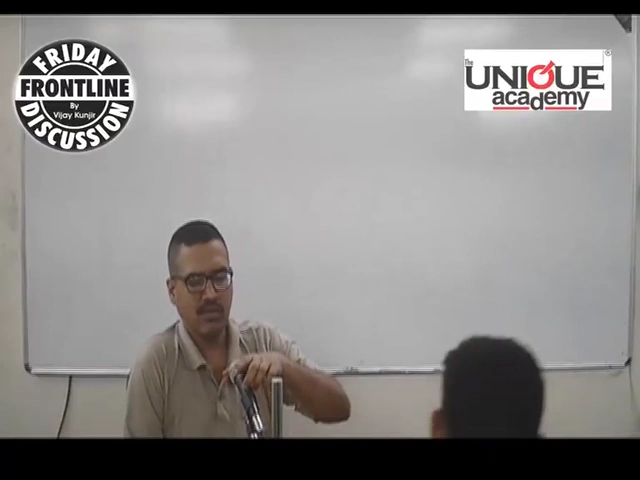 FRIDAY
FRONTLINE
By
Vijay Kunjir
DISCUSSION
The
UNIQUE
academy